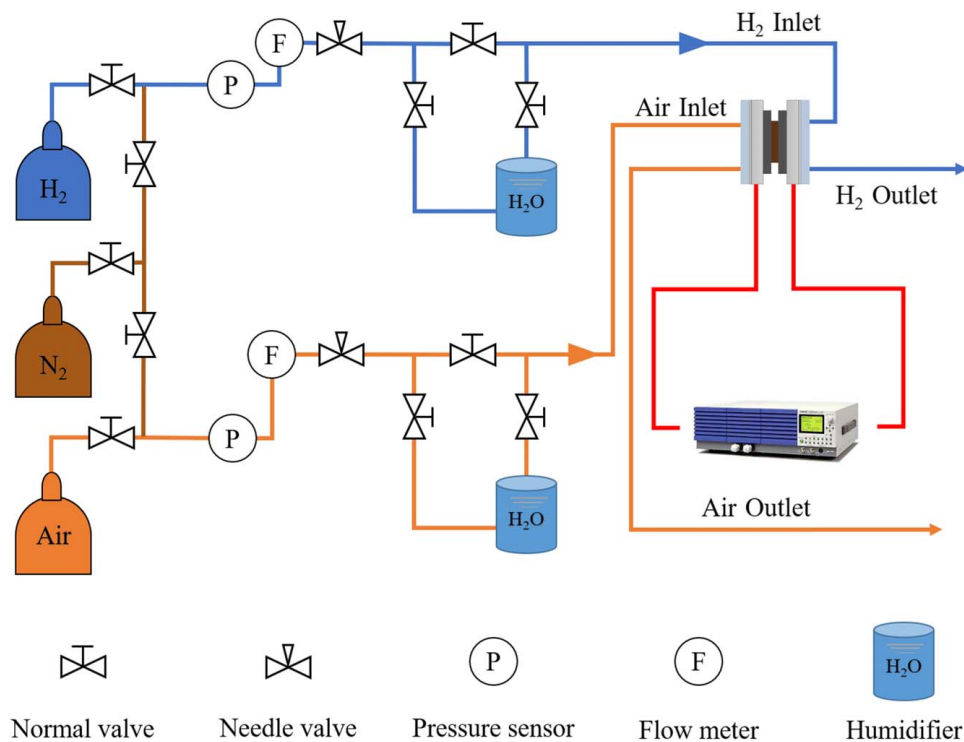 F
H₂ Inlet
P
Air Inlet
H₂
H₂O
H₂ Outlet
N₂
F
P
H₂O
Air Outlet
Air
P
F
H₂O
Normal valve
Needle valve
Pressure sensor
Flow meter
Humidifier